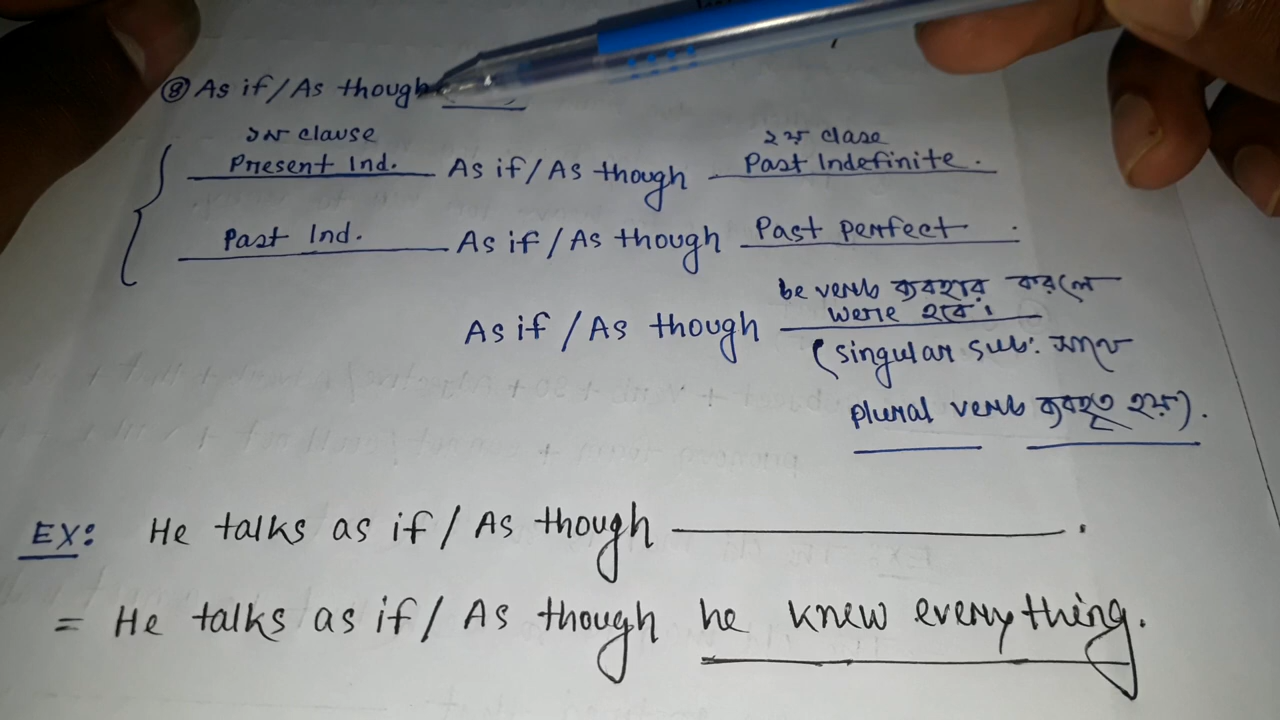 ⑧ As if/As though ____
১ম clause ২য় clase
Present Ind. As if/As though Past Indefinite.
Past Ind. As if/As though Past perfect.
be verb ব্যবহার করলে
were হবে।
As if/As though
(singular sub: হলেও
plural verb ব্যবহৃত হয়).
EX: He talks as if/As though ____.
= He talks as if/As though he knew everything.